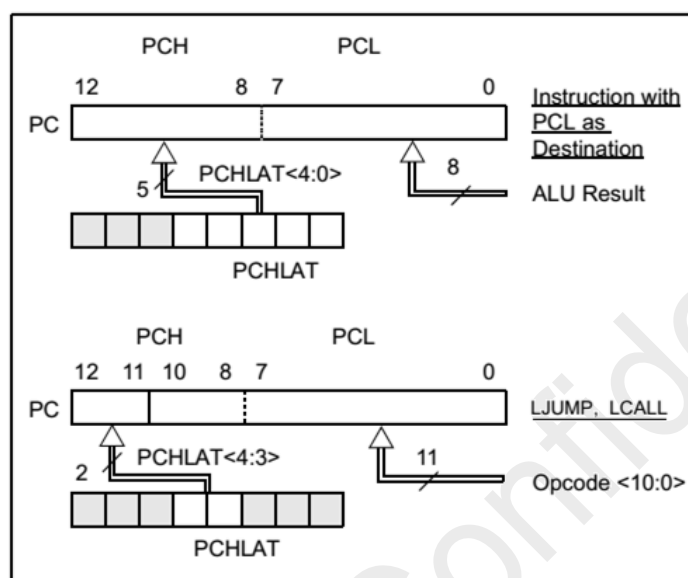 PCH PCL
12 8 7 0
PC
Instruction with
PCL as
Destination
5 PCHLAT<4:0> 8
ALU Result
PCHLAT
PCH PCL
12 11 10 8 7 0
PC
LJUMP, LCALL
2 PCHLAT<4:3> 11
Opcode <10:0>
PCHLAT
Confide